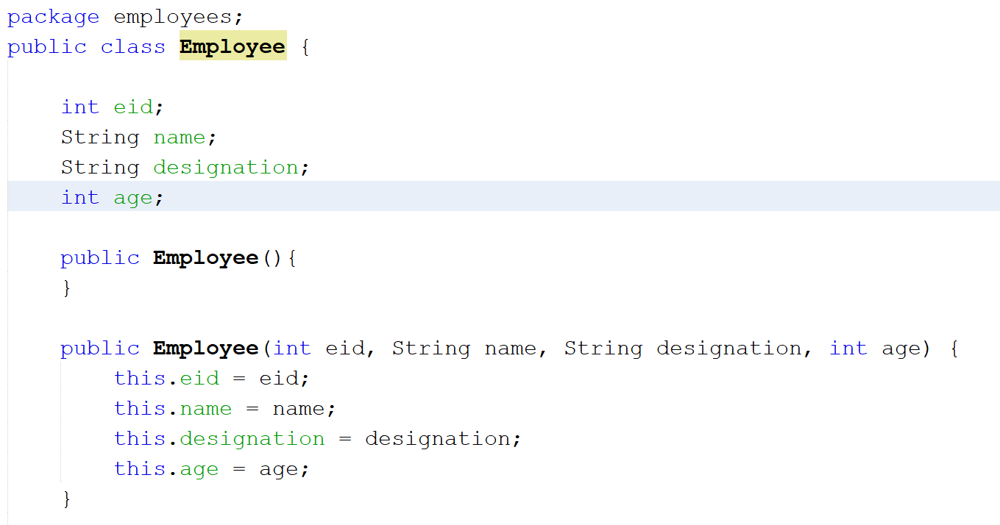 package employees;
public class Employee {
int eid;
String name;
String designation;
int age;
public Employee(){
}
public Employee(int eid, String name, String designation, int age) {
this.eid = eid;
this.name = name;
this.designation = designation;
this.age = age;
}